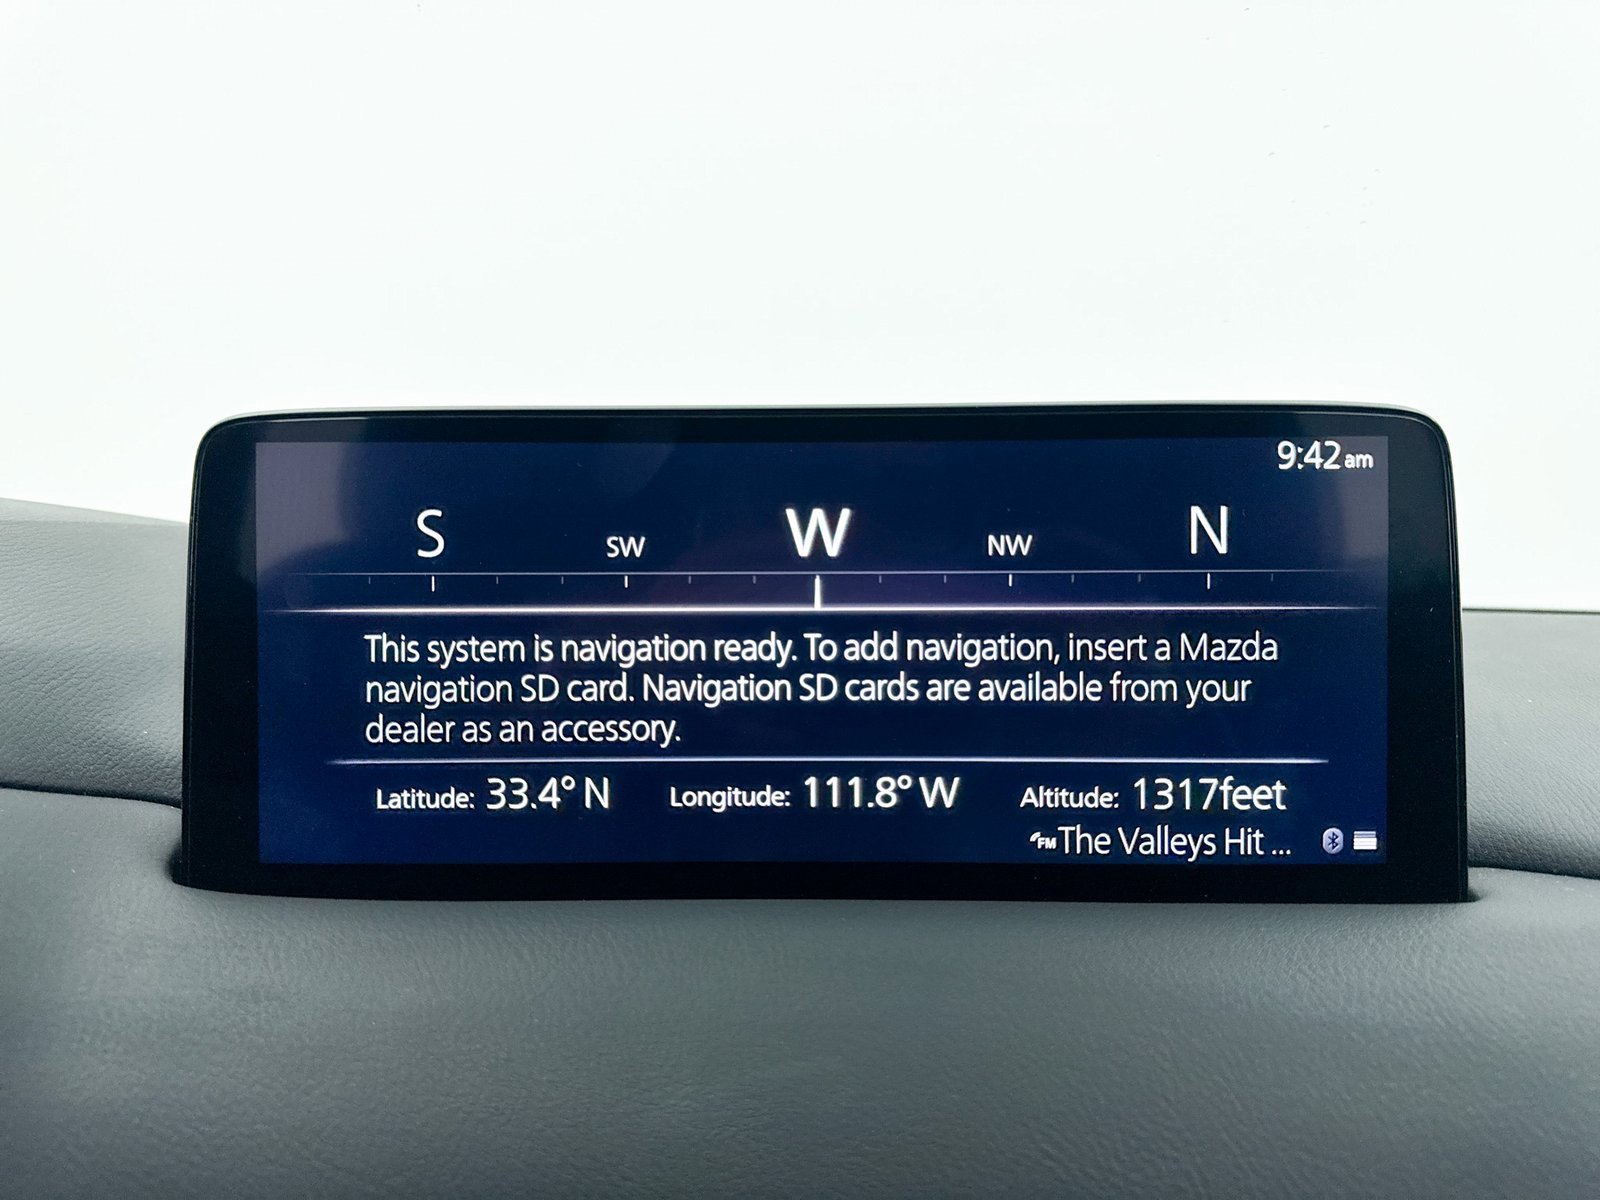 9:42 am
S SW W NW N
This system is navigation ready. To add navigation, insert a Mazda
navigation SD card. Navigation SD cards are available from your
dealer as an accessory.
Latitude: 33.4° N Longitude: 111.8° W Altitude: 1317feet
FM The Valleys Hit ...